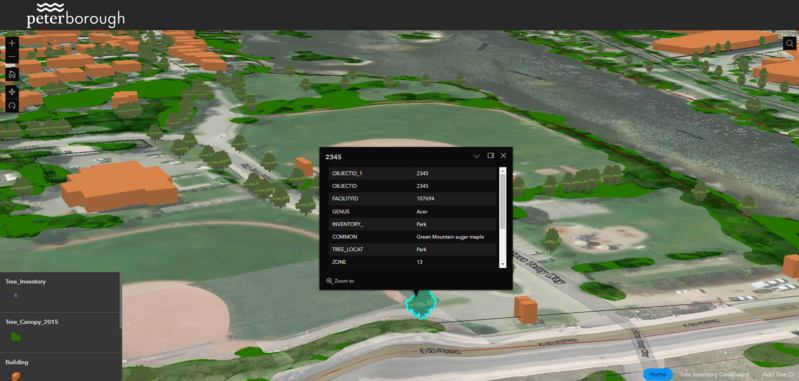 peterborough
2345
OBJECTID_1 2345
OBJECTID 2345
FACILITYID 107694
GENUS Acer
INVENTORY_ Park
COMMON Green Mountain sugar maple
TREE_LOCAT Park
ZONE 13
Zoom to
Tree_Inventory
Tree_Canopy_2015
Building
Home Tree Inventory Dashboard Add Tree Or